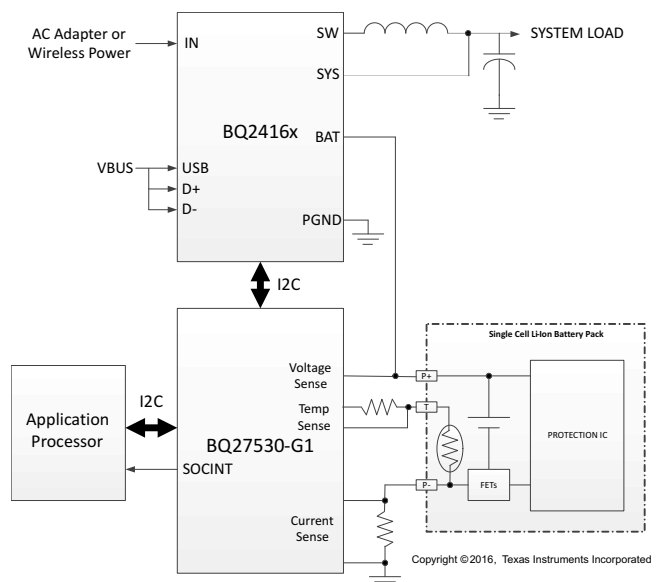 AC Adapter or
Wireless Power
IN
SW
SYSTEM LOAD
SYS
BQ2416x
BAT
VBUS
USB
D+
D-
PGND
I2C
Single Cell Li-Ion Battery Pack
Voltage
Sense
P+
Temp
Sense
T
I2C
Application
Processor
BQ27530-G1
PROTECTION IC
SOCINT
P-
FETs
Current
Sense
Copyright © 2016, Texas Instruments Incorporated